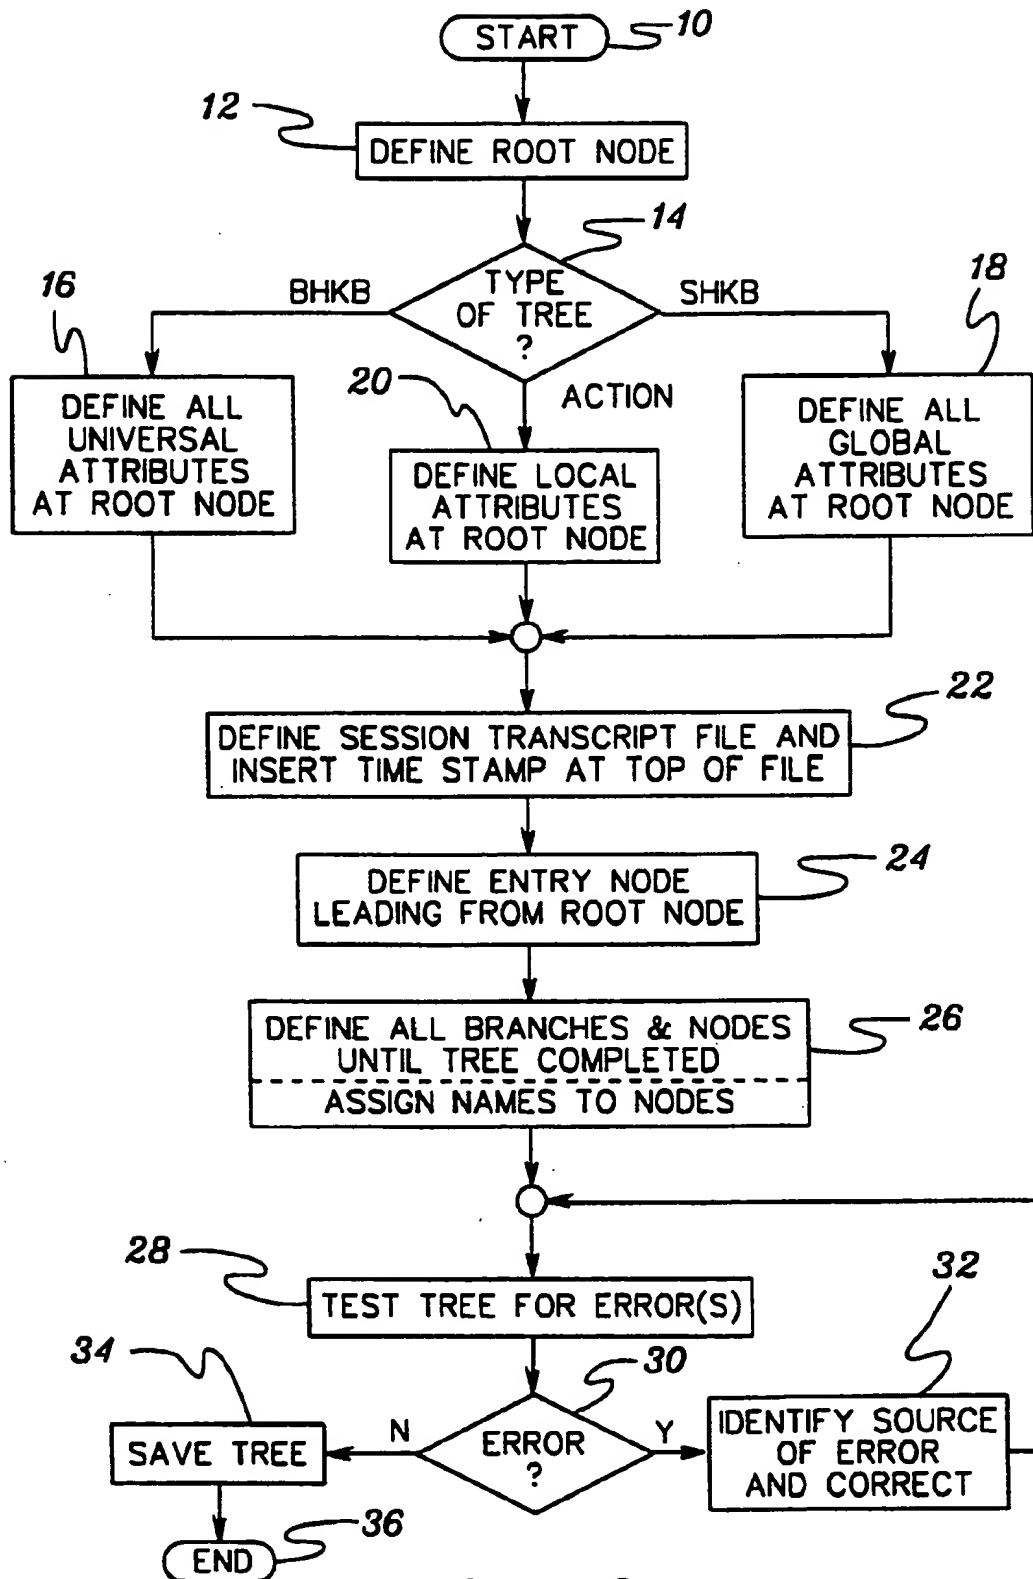 START
10
12
DEFINE ROOT NODE
14
TYPE
OF TREE
?
BHKB
SHKB
ACTION
16
DEFINE ALL
UNIVERSAL
ATTRIBUTES
AT ROOT NODE
20
DEFINE LOCAL
ATTRIBUTES
AT ROOT NODE
18
DEFINE ALL
GLOBAL
ATTRIBUTES
AT ROOT NODE
22
DEFINE SESSION TRANSCRIPT FILE AND
INSERT TIME STAMP AT TOP OF FILE
24
DEFINE ENTRY NODE
LEADING FROM ROOT NODE
26
DEFINE ALL BRANCHES & NODES
UNTIL TREE COMPLETED
ASSIGN NAMES TO NODES
28
TEST TREE FOR ERROR(S)
30
ERROR
?
N
Y
32
IDENTIFY SOURCE
OF ERROR
AND CORRECT
34
SAVE TREE
36
END